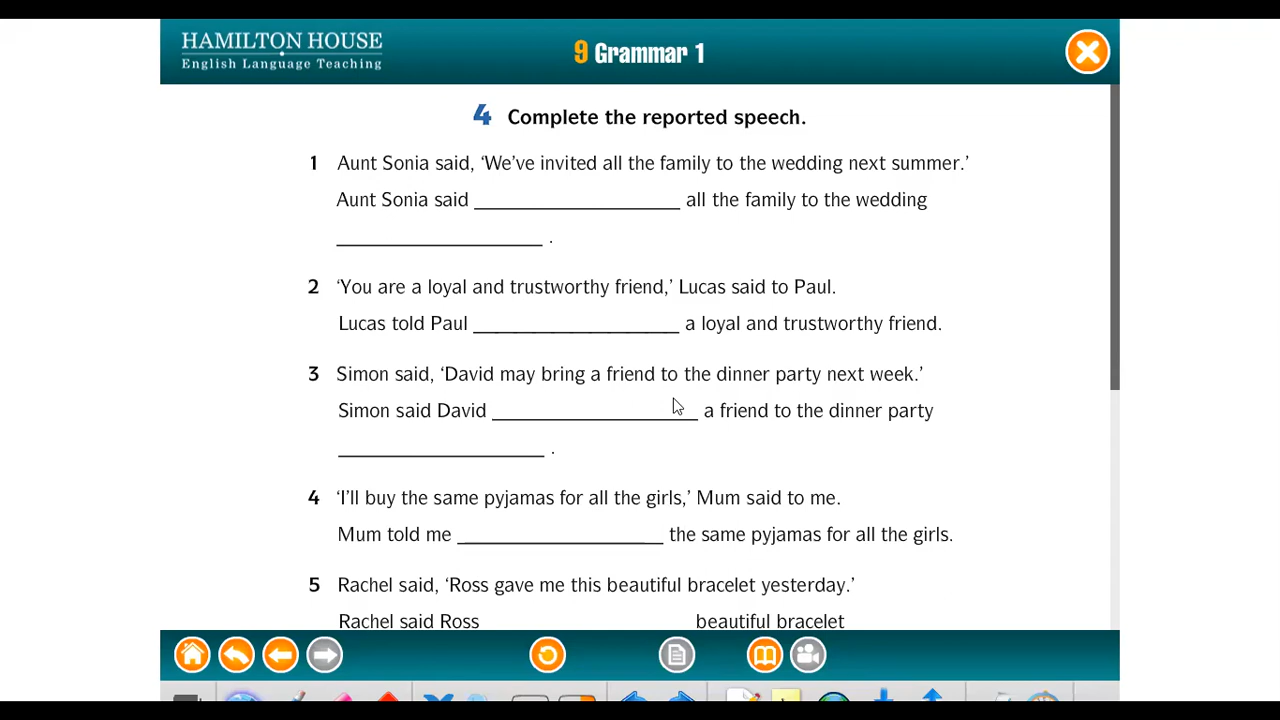 HAMILTON HOUSE
English Language Teaching
9 Grammar 1
4 Complete the reported speech.
1 Aunt Sonia said, ‘We’ve invited all the family to the wedding next summer.’
Aunt Sonia said ____________________ all the family to the wedding
____________________ .
2 ‘You are a loyal and trustworthy friend,’ Lucas said to Paul.
Lucas told Paul ____________________ a loyal and trustworthy friend.
3 Simon said, ‘David may bring a friend to the dinner party next week.’
Simon said David ____________________ a friend to the dinner party
____________________ .
4 ‘I’ll buy the same pyjamas for all the girls,’ Mum said to me.
Mum told me ____________________ the same pyjamas for all the girls.
5 Rachel said, ‘Ross gave me this beautiful bracelet yesterday.’
Rachel said Ross beautiful bracelet